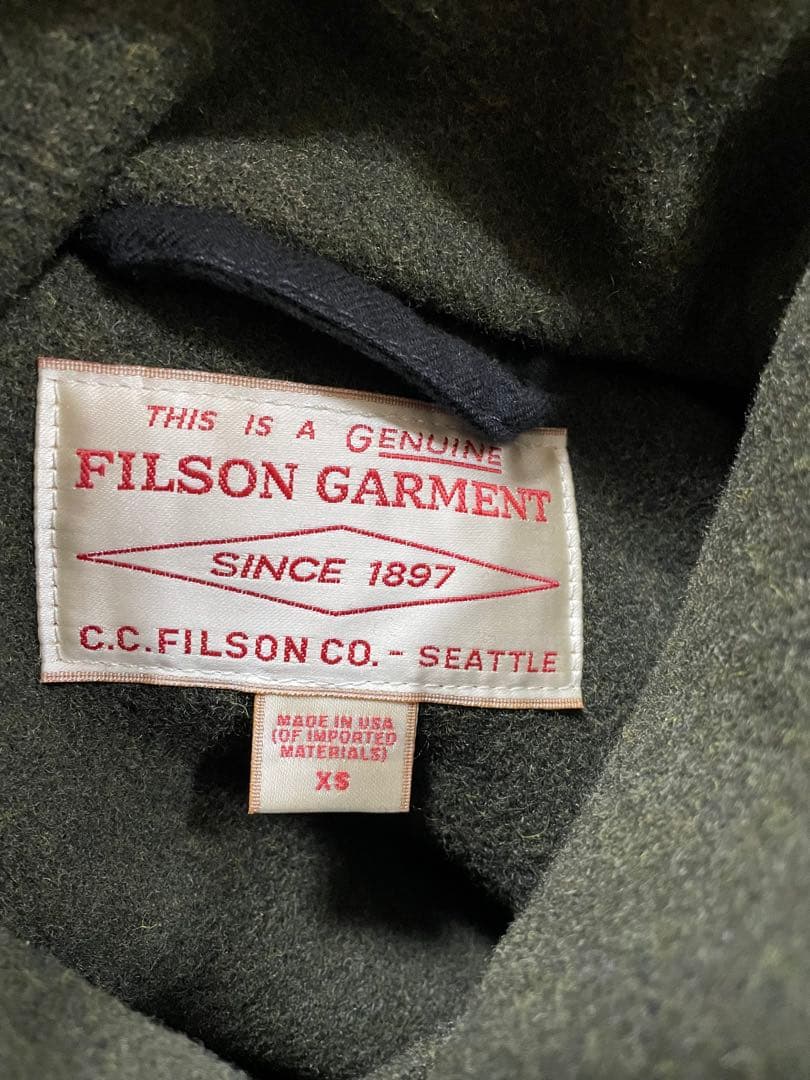 THIS IS A GENUINE
FILSON GARMENT
SINCE 1897
C.C.FILSON CO. - SEATTLE
MADE IN USA
(OF IMPORTED
MATERIALS)
XS